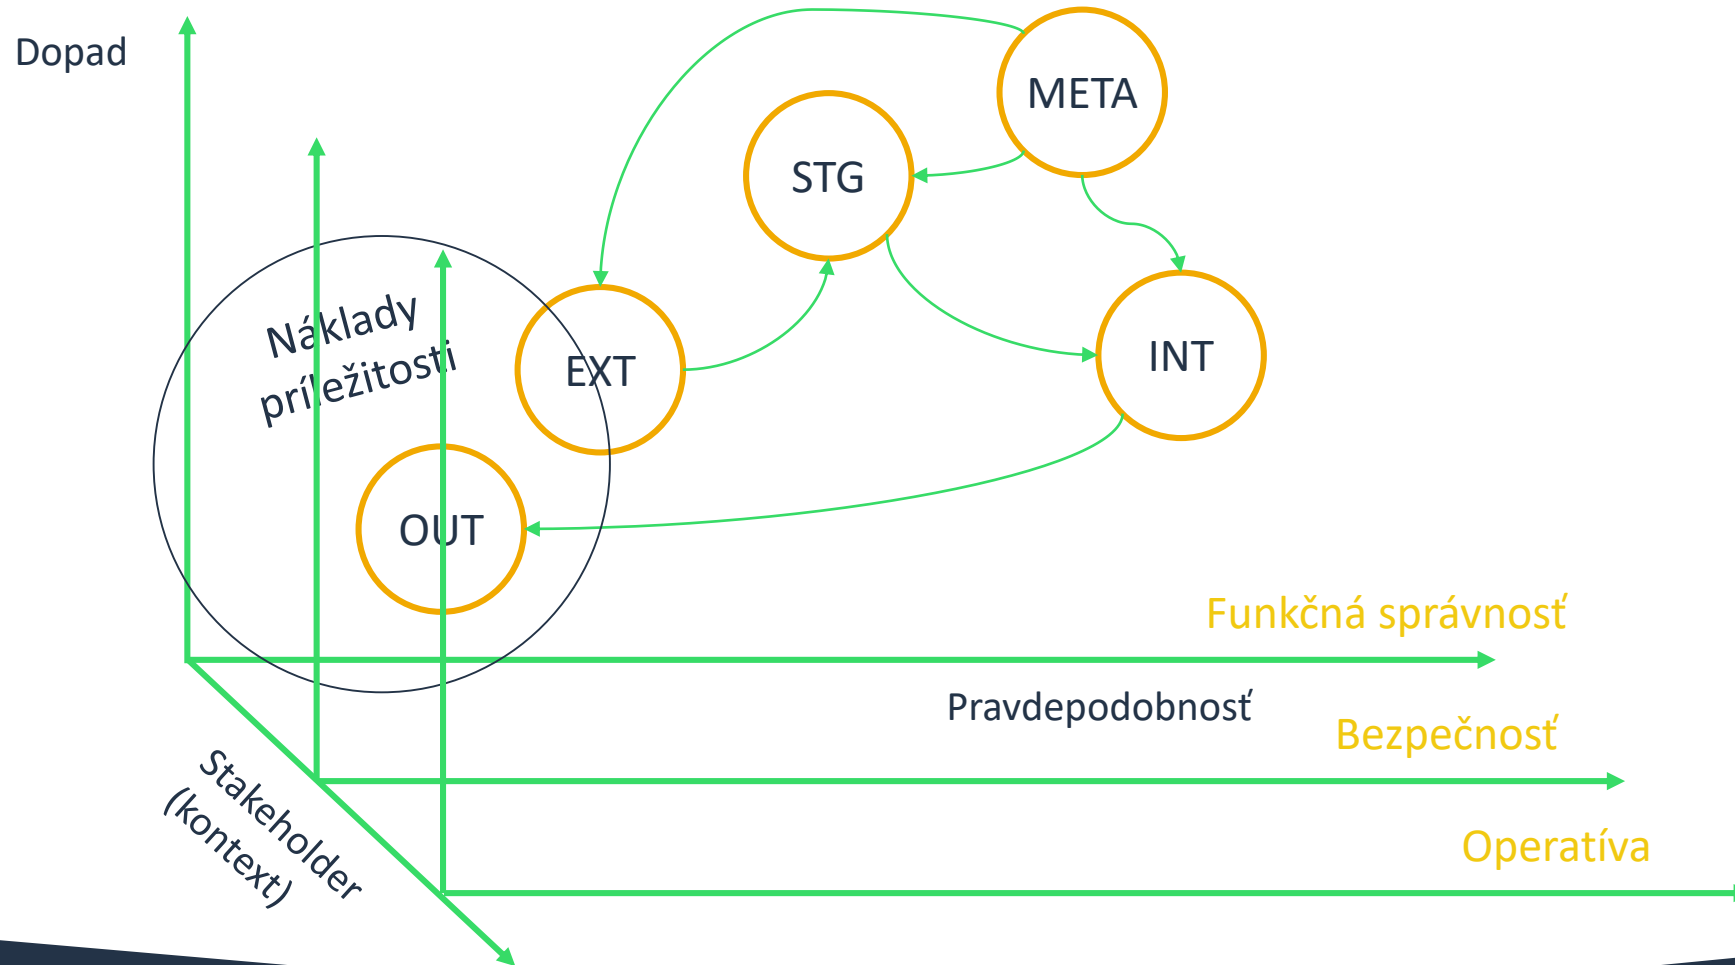 Dopad
META
STG
Náklady
príležitosti
EXT
INT
OUT
Funkčná správnosť
Pravdepodobnosť
Bezpečnosť
Stakeholder
(kontext)
Operatíva